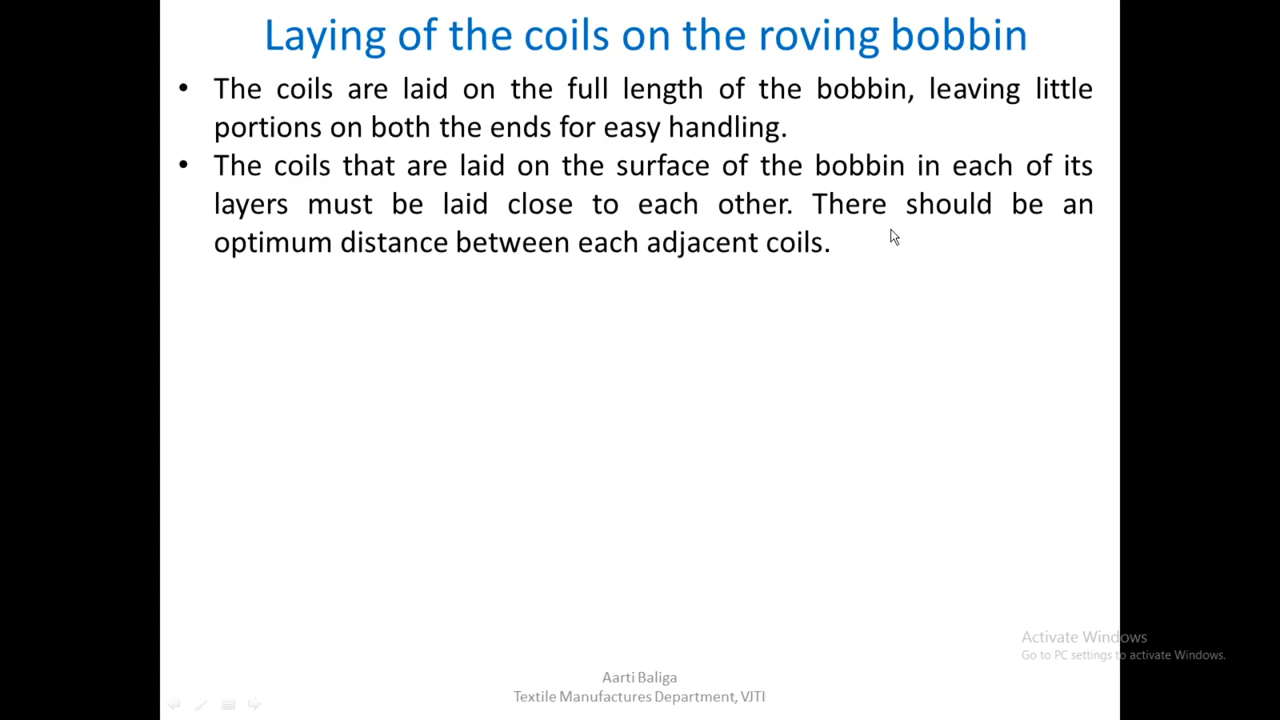 Laying of the coils on the roving bobbin
• The coils are laid on the full length of the bobbin, leaving little
portions on both the ends for easy handling.
• The coils that are laid on the surface of the bobbin in each of its
layers must be laid close to each other. There should be an
optimum distance between each adjacent coils.
Activate Windows
Go to PC settings to activate Windows.
Aarti Baliga
Textile Manufactures Department, VJTI